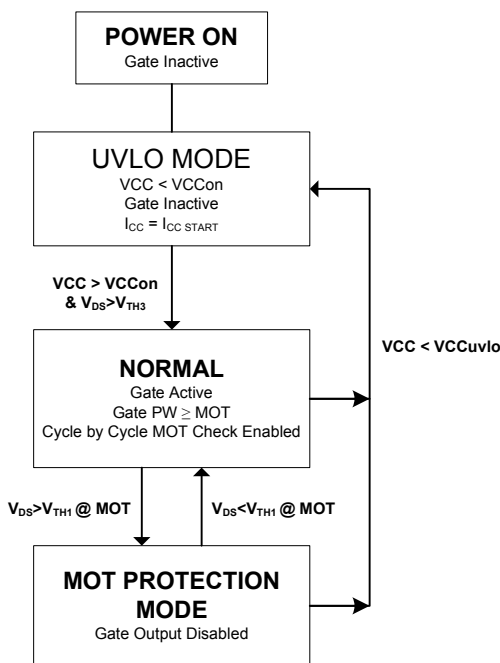 POWER ON
Gate Inactive
UVLO MODE
VCC < VCCon
Gate Inactive
ICC = ICC START
VCC > VCCon
& VDS>VTH3
VCC < VCCuvlo
NORMAL
Gate Active
Gate PW ≥ MOT
Cycle by Cycle MOT Check Enabled
VDS>VTH1 @ MOT
VDS<VTH1 @ MOT
MOT PROTECTION
MODE
Gate Output Disabled